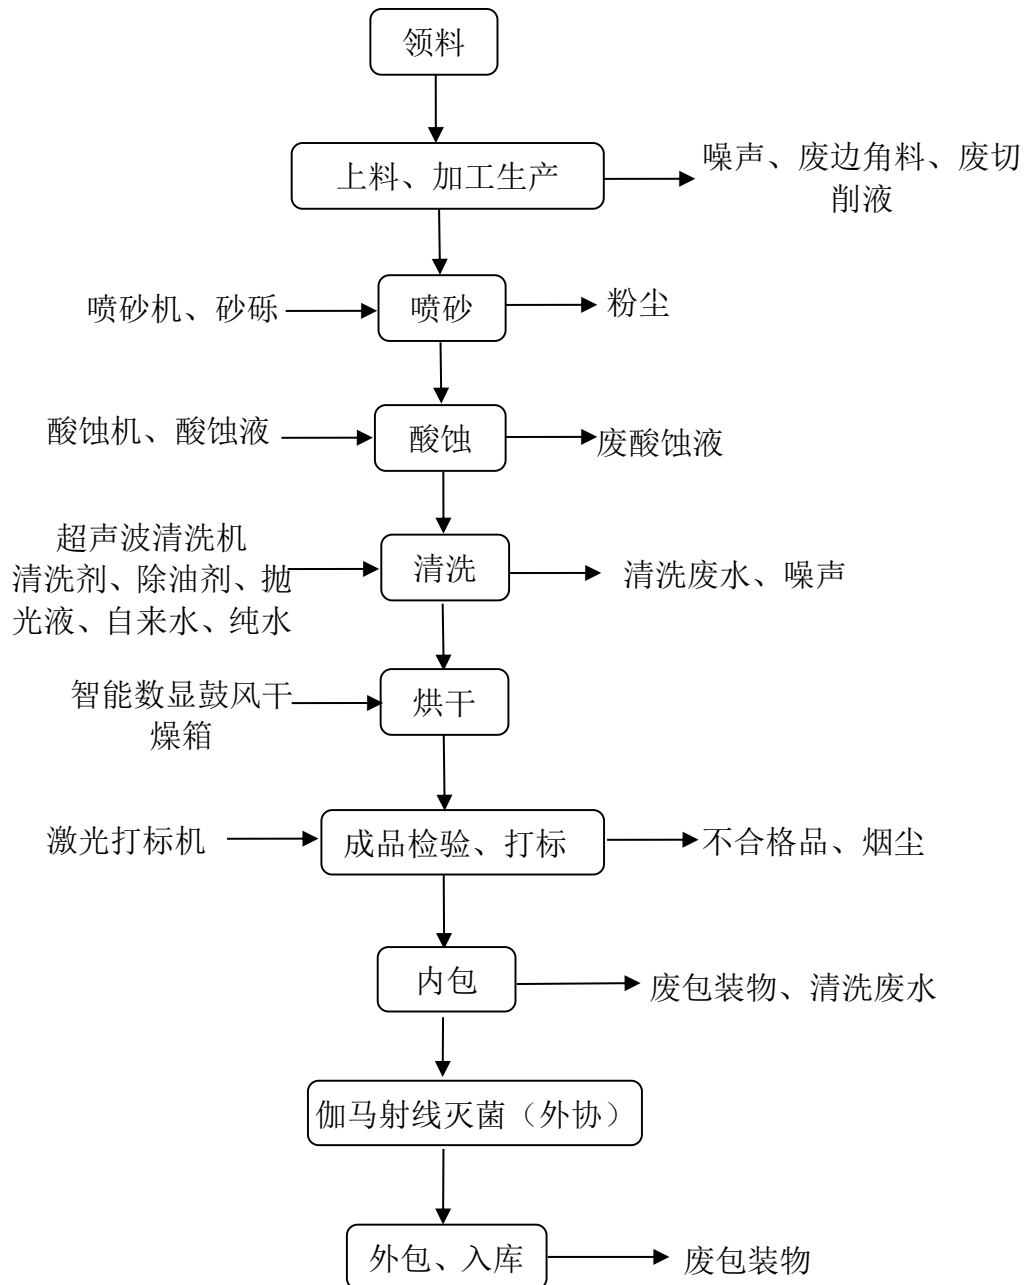 领料
上料、加工生产
噪声、废边角料、废切
削液
喷砂机、砂砾
喷砂
粉尘
酸蚀机、酸蚀液
酸蚀
废酸蚀液
超声波清洗机
清洗剂、除油剂、抛
光液、自来水、纯水
清洗
清洗废水、噪声
智能数显鼓风干
燥箱
烘干
激光打标机
成品检验、打标
不合格品、烟尘
内包
废包装物、清洗废水
伽马射线灭菌（外协）
外包、入库
废包装物